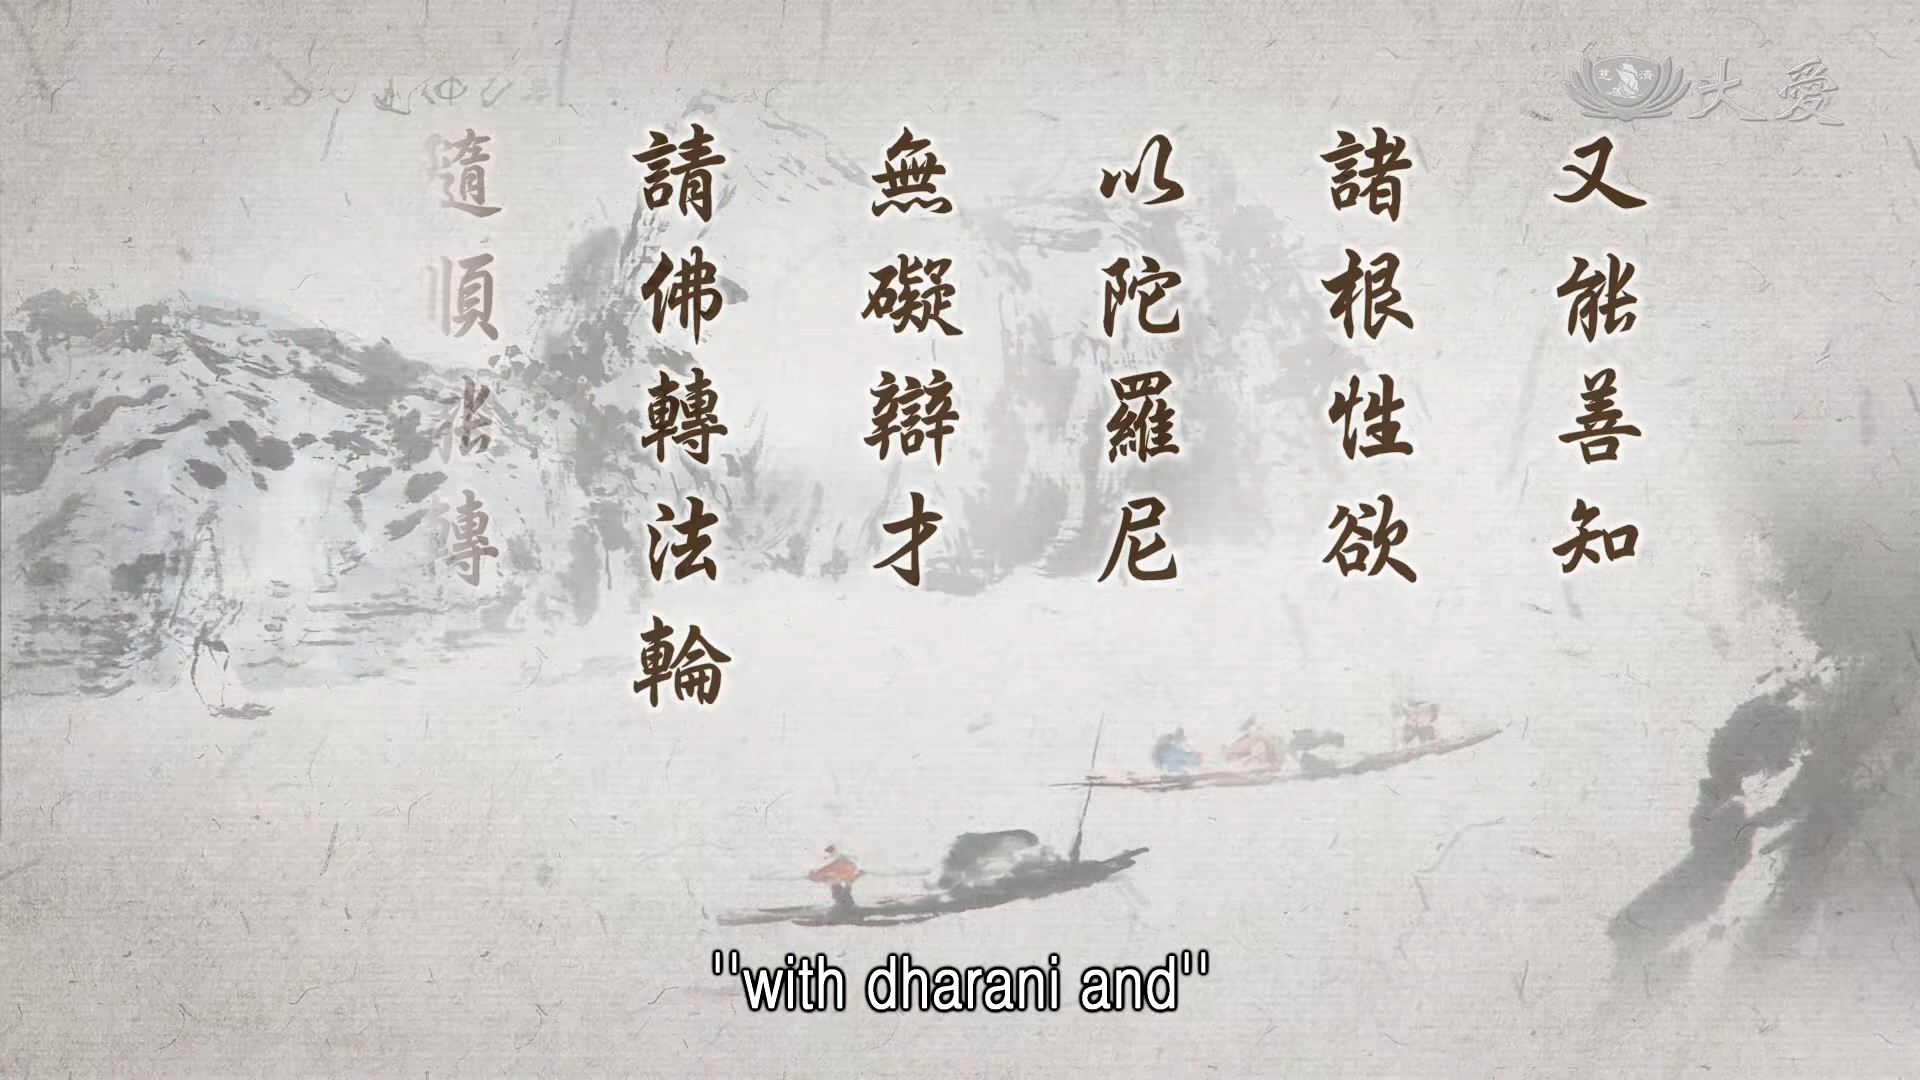 又能善知
諸根性欲
以陀羅尼
無礙辯才
請佛轉法輪
隨順
轉
大愛
"with dharani and"